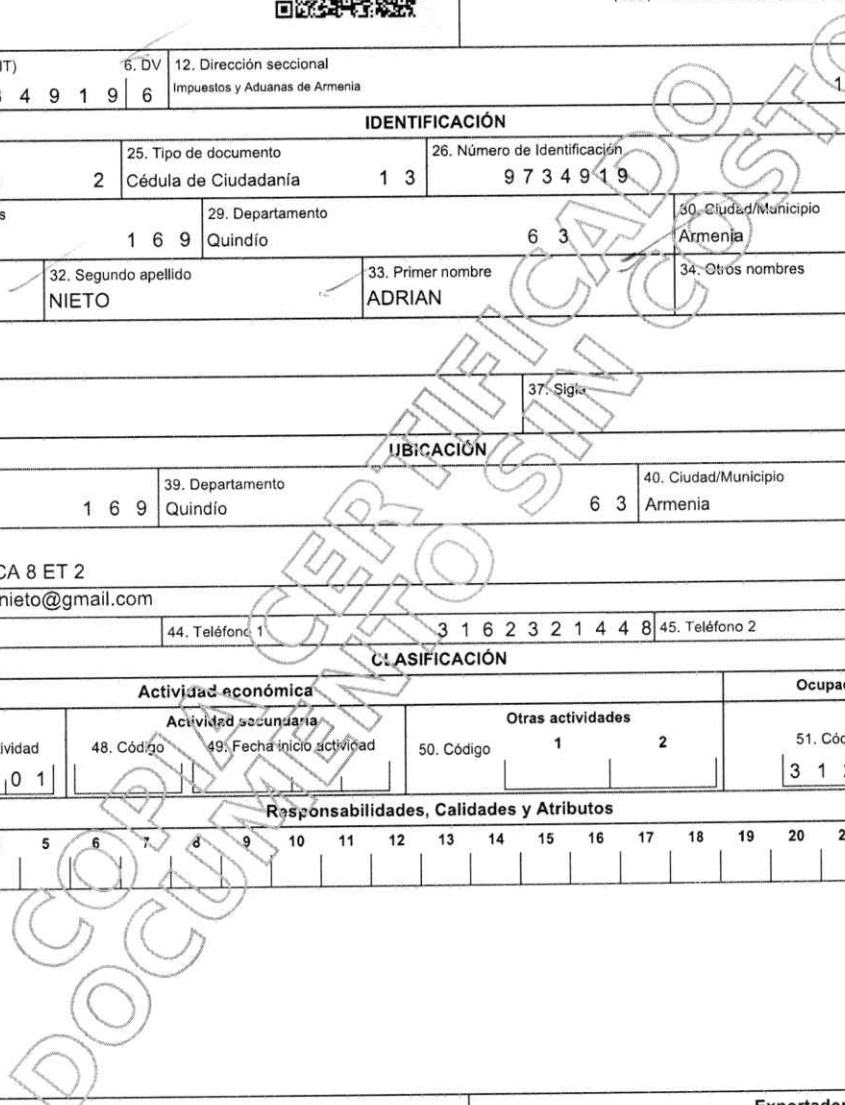 6. DV 12. Dirección seccional
4 9 1 9 6 Impuestos y Aduanas de Armenia 1
IDENTIFICACIÓN
25. Tipo de documento 26. Número de Identificación
2 Cédula de Ciudadanía 1 3 9 7 3 4 9 1 9
29. Departamento 30. Ciudad/Municipio
1 6 9 Quindío 6 3 Armenia
32. Segundo apellido 33. Primer nombre 34. Otros nombres
NIETO ADRIAN
37. Sigla
UBICACIÓN
39. Departamento 40. Ciudad/Municipio
1 6 9 Quindío 6 3 Armenia
CA 8 ET 2
nieto@gmail.com
44. Teléfono 1 3 1 6 2 3 2 1 4 4 8 45. Teléfono 2
CLASIFICACIÓN
Actividad económica Ocupac
Actividad secundaria Otras actividades
ividad 48. Código 49. Fecha inicio actividad 50. Código 1 2 51. Cód
0 1 3 1
Responsabilidades, Calidades y Atributos
5 6 7 8 9 10 11 12 13 14 15 16 17 18 19 20 2
COPIA CERTIFICADO
DOCUMENTO SIN COSTO